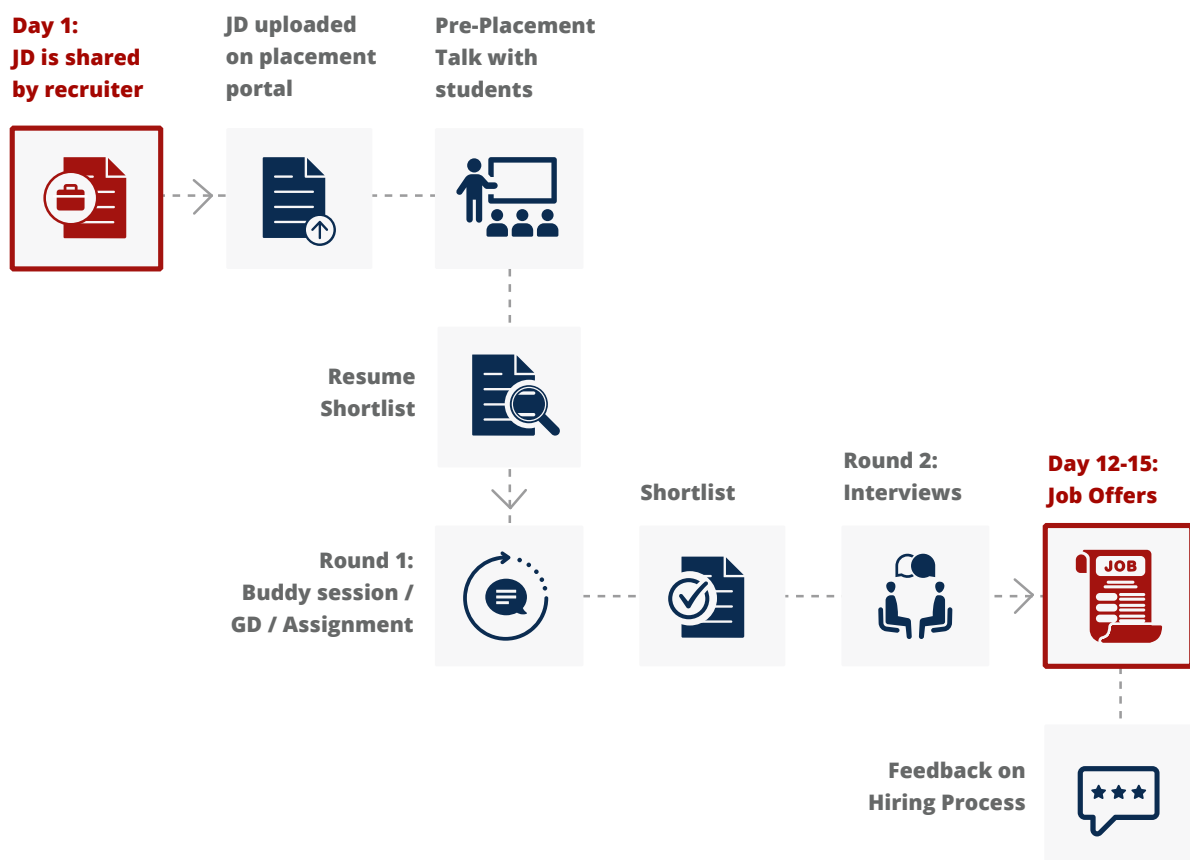 Day 1:
JD is shared
by recruiter
JD uploaded
on placement
portal
Pre-Placement
Talk with
students
Resume
Shortlist
Round 1:
Buddy session /
GD / Assignment
Shortlist
Round 2:
Interviews
Day 12-15:
Job Offers
JOB
Feedback on
Hiring Process